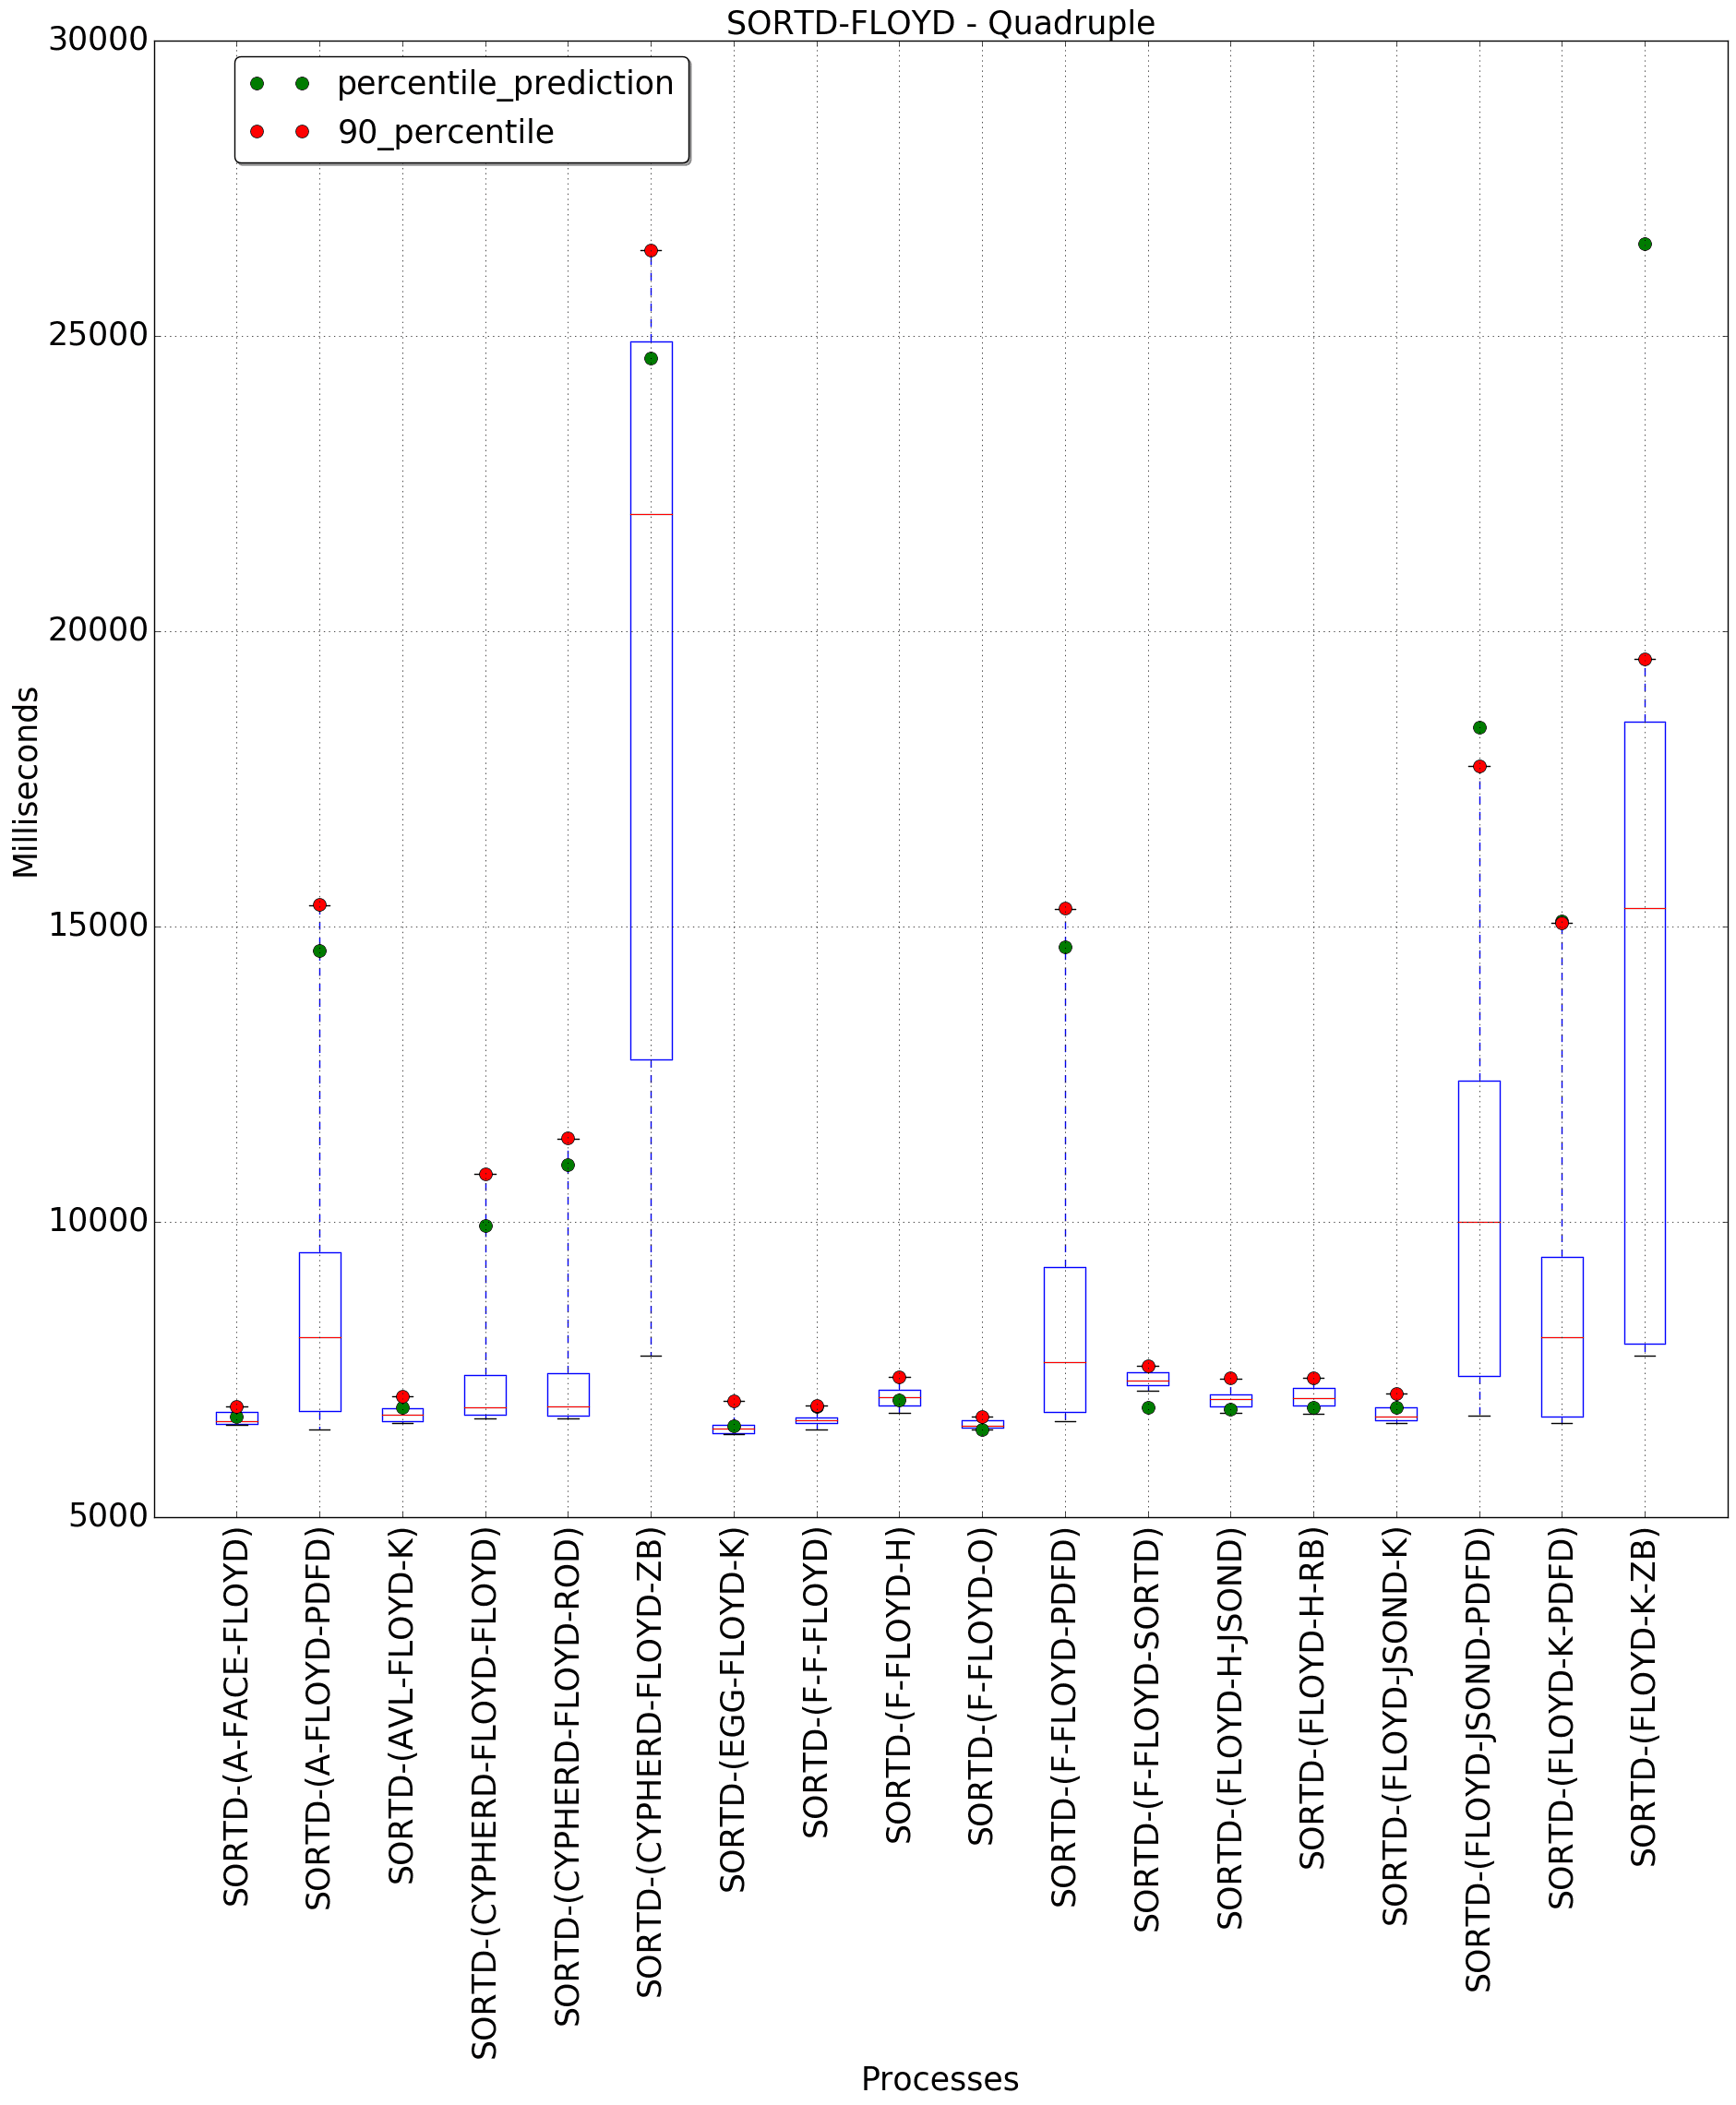 SORTD-FLOYD - Quadruple
percentile_prediction
90_percentile
30000
25000
20000
15000
10000
5000
Milliseconds
SORTD-(A-FACE-FLOYD)
SORTD-(A-FLOYD-PDFD)
SORTD-(AVL-FLOYD-K)
SORTD-(CYPHERD-FLOYD-FLOYD)
SORTD-(CYPHERD-FLOYD-ROD)
SORTD-(CYPHERD-FLOYD-ZB)
SORTD-(EGG-FLOYD-K)
SORTD-(F-F-FLOYD)
SORTD-(F-FLOYD-H)
SORTD-(F-FLOYD-O)
SORTD-(F-FLOYD-PDFD)
SORTD-(F-FLOYD-SORTD)
SORTD-(FLOYD-H-JSOND)
SORTD-(FLOYD-H-RB)
SORTD-(FLOYD-JSOND-K)
SORTD-(FLOYD-JSOND-PDFD)
SORTD-(FLOYD-K-PDFD)
SORTD-(FLOYD-K-ZB)
Processes